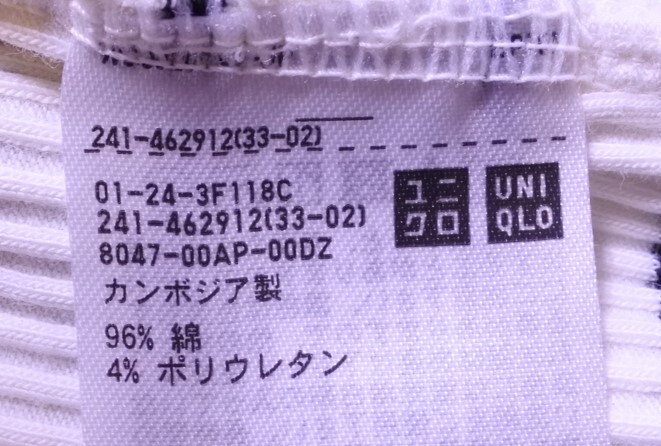 241-462912(33-02)
01-24-3F118C
241-462912(33-02)
8047-00AP-00DZ
カンボジア製
96% 綿
4% ポリウレタン
ユニ
クロ
UNI
QLO